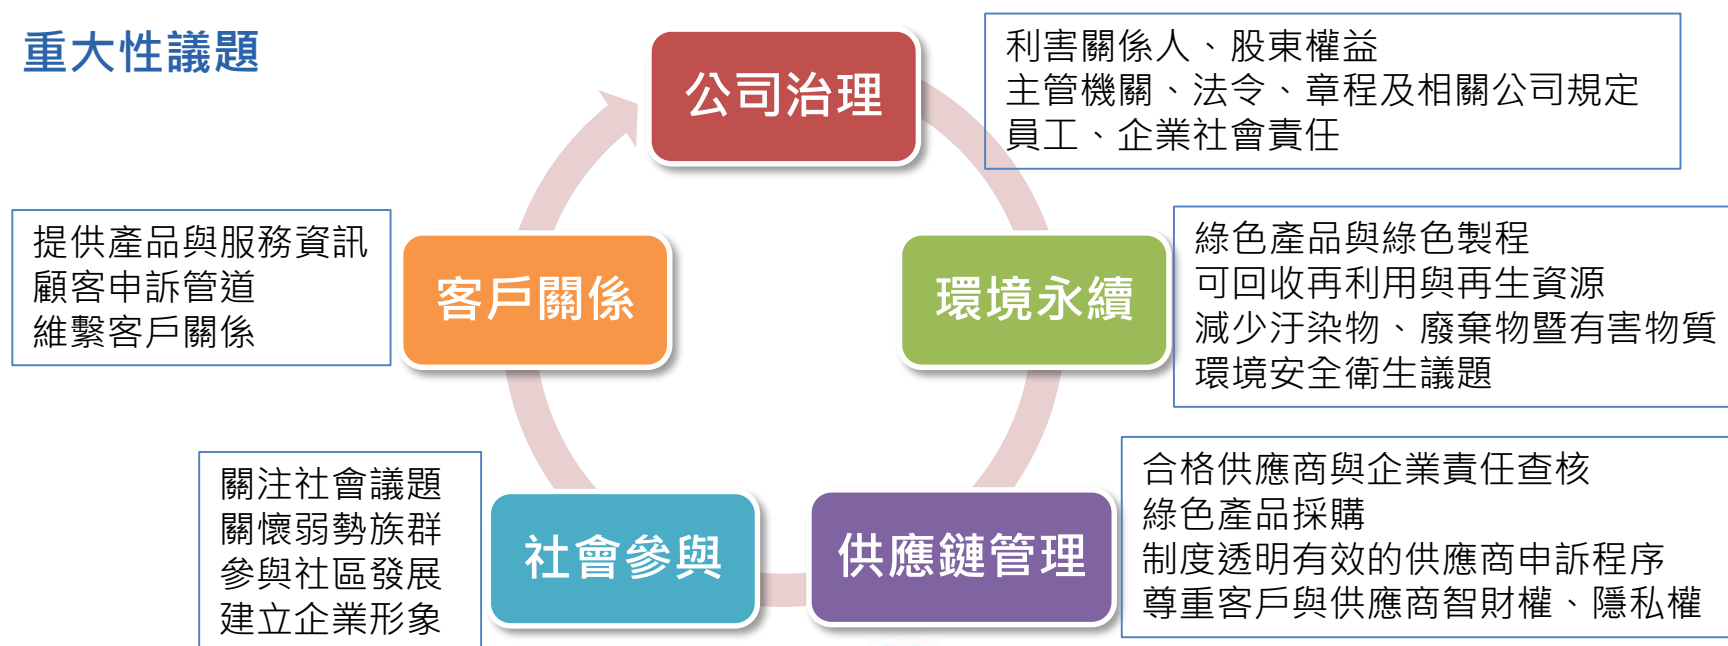 重大性議題
公司治理
利害關係人、股東權益
主管機關、法令、章程及相關公司規定
員工、企業社會責任
環境永續
綠色產品與綠色製程
可回收再利用與再生資源
減少汙染物、廢棄物暨有害物質
環境安全衛生議題
供應鏈管理
合格供應商與企業責任查核
綠色產品採購
制度透明有效的供應商申訴程序
尊重客戶與供應商智財權、隱私權
社會參與
關注社會議題
關懷弱勢族群
參與社區發展
建立企業形象
客戶關係
提供產品與服務資訊
顧客申訴管道
維繫客戶關係